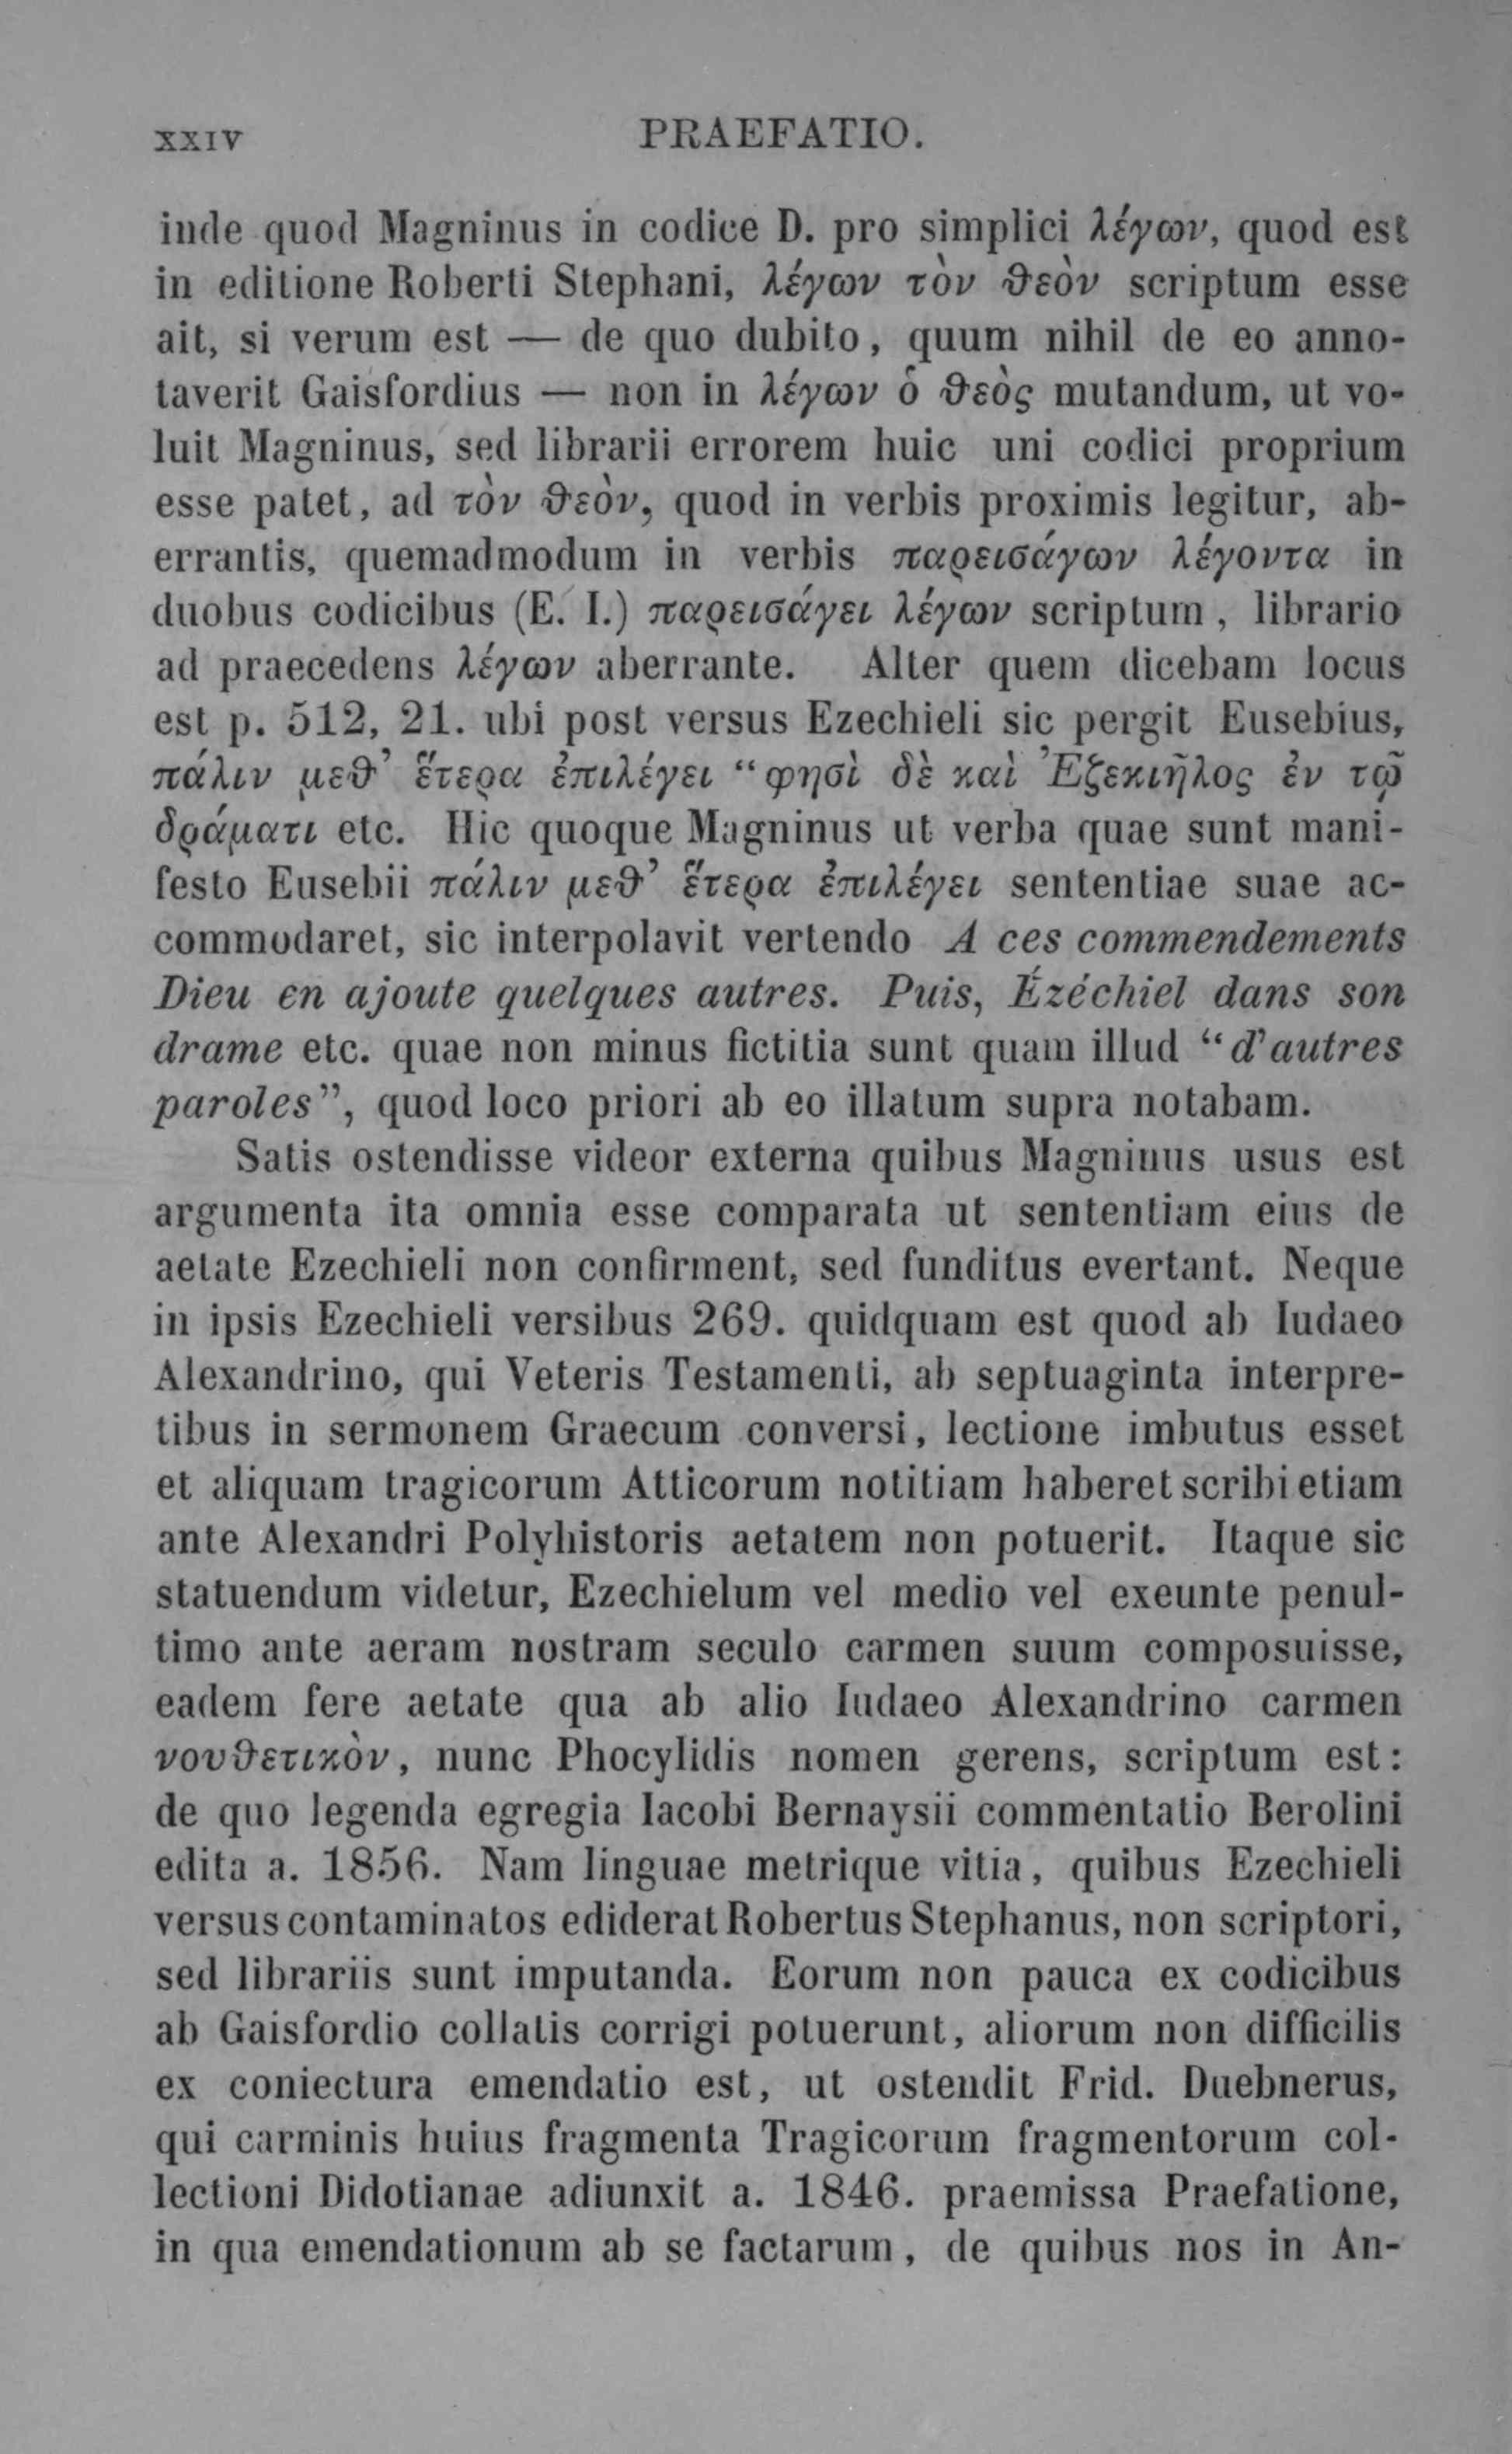 XXIV PRAEFATIO.
inde quod Magninus in codice D. pro simplici λέγων, quod est
in editione Roberti Stephani, λέγων τὸν ϑεὸν scriptum esse
ait, si verum est — de quo dubito, quum nihil de eo anno-
taverit Gaisfordius — non in λέγων ὁ ϑεὸς mutandum, ut vo-
luit Magninus, sed librarii errorem huic uni codici proprium
esse patet, ad τὸν ϑεὸν, quod in verbis proximis legitur, ab-
errantis, quemadmodum in verbis παρεισάγων λέγοντα in
duobus codicibus (E. I.) παρεισάγει λέγων scriptum, librario
ad praecedens λέγων aberrante. Alter quem dicebam locus
est p. 512, 21. ubi post versus Ezechieli sic pergit Eusebius,
πάλιν μεϑ’ ἕτερα ἐπιλέγει “φησὶ δὲ καὶ Ἐζεκιῆλος ἐν τῷ
δράματι etc. Hic quoque Magninus ut verba quae sunt mani-
festo Eusebii πάλιν μεϑ’ ἕτερα ἐπιλέγει sententiae suae ac-
commodaret, sic interpolavit vertendo A ces commendements
Dieu en ajoute quelques autres. Puis, Ézéchiel dans son
drame etc. quae non minus fictitia sunt quam illud “d'autres
paroles”, quod loco priori ab eo illatum supra notabam.
Satis ostendisse videor externa quibus Magninus usus est
argumenta ita omnia esse comparata ut sententiam eius de
aetate Ezechieli non confirment, sed funditus evertant. Neque
in ipsis Ezechieli versibus 269. quidquam est quod ab Iudaeo
Alexandrino, qui Veteris Testamenti, ab septuaginta interpre-
tibus in sermonem Graecum conversi, lectione imbutus esset
et aliquam tragicorum Atticorum notitiam haberet scribi etiam
ante Alexandri Polyhistoris aetatem non potuerit. Itaque sic
statuendum videtur, Ezechielum vel medio vel exeunte penul-
timo ante aeram nostram seculo carmen suum composuisse,
eadem fere aetate qua ab alio Iudaeo Alexandrino carmen
νουϑετικὸν, nunc Phocylidis nomen gerens, scriptum est:
de quo legenda egregia Iacobi Bernaysii commentatio Berolini
edita a. 1856. Nam linguae metrique vitia, quibus Ezechieli
versus contaminatos ediderat Robertus Stephanus, non scriptori,
sed librariis sunt imputanda. Eorum non pauca ex codicibus
ab Gaisfordio collatis corrigi potuerunt, aliorum non difficilis
ex coniectura emendatio est, ut ostendit Frid. Duebnerus,
qui carminis huius fragmenta Tragicorum fragmentorum col-
lectioni Didotianae adiunxit a. 1846. praemissa Praefatione,
in qua emendationum ab se factarum, de quibus nos in An-